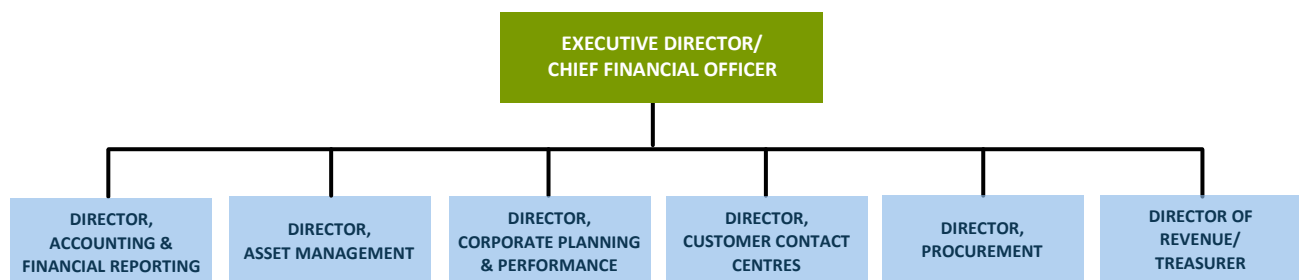 EXECUTIVE DIRECTOR/
CHIEF FINANCIAL OFFICER
DIRECTOR,
ACCOUNTING &
FINANCIAL REPORTING
DIRECTOR,
ASSET MANAGEMENT
DIRECTOR,
CORPORATE PLANNING
& PERFORMANCE
DIRECTOR,
CUSTOMER CONTACT
CENTRES
DIRECTOR,
PROCUREMENT
DIRECTOR OF
REVENUE/
TREASURER